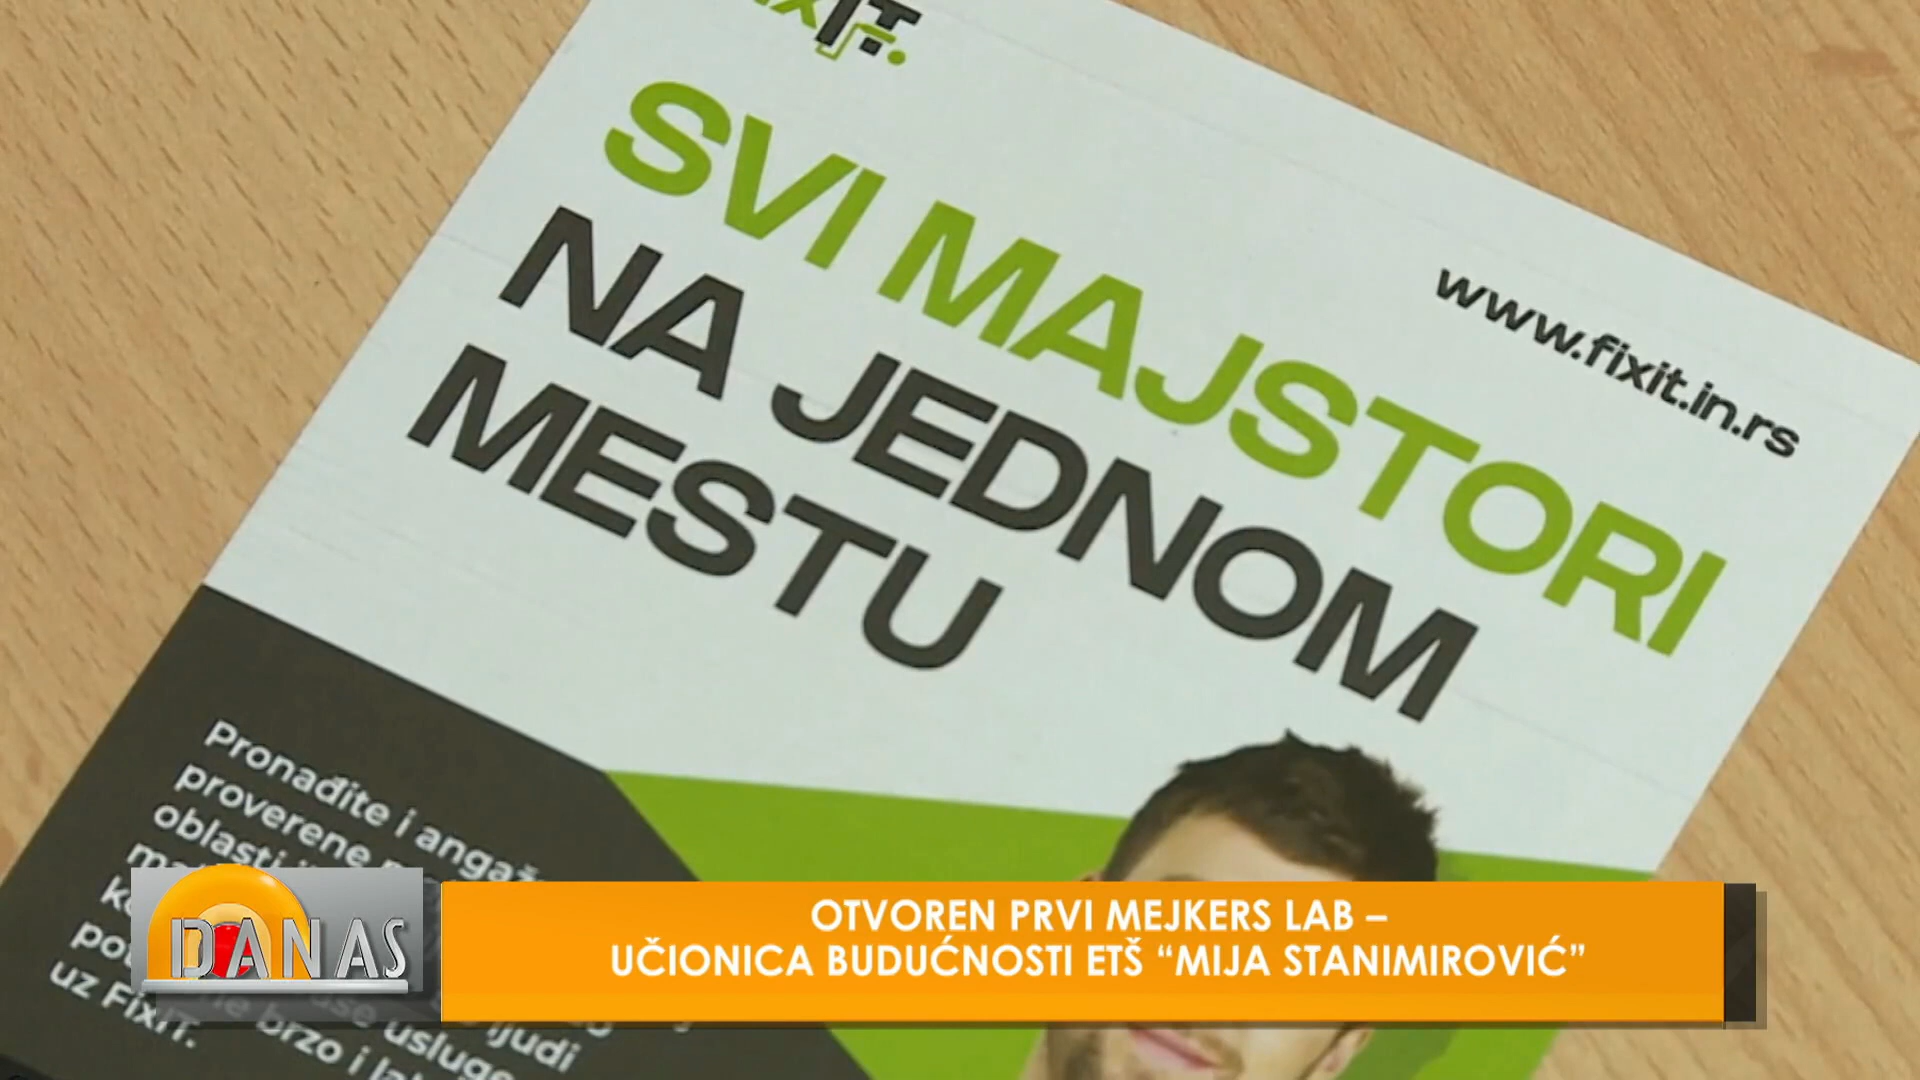 fixIT.
SVI MAJSTORI
NA JEDNOM
MESTU
www.fixit.in.rs
Pronađite i
proverene
oblasti
uz FixIT.
brzo i
usluge
ljudi
DANAS
OTVOREN PRVI MEJKERS LAB –
UČIONICA BUDUĆNOSTI ETŠ “MIJA STANIMIROVIĆ”